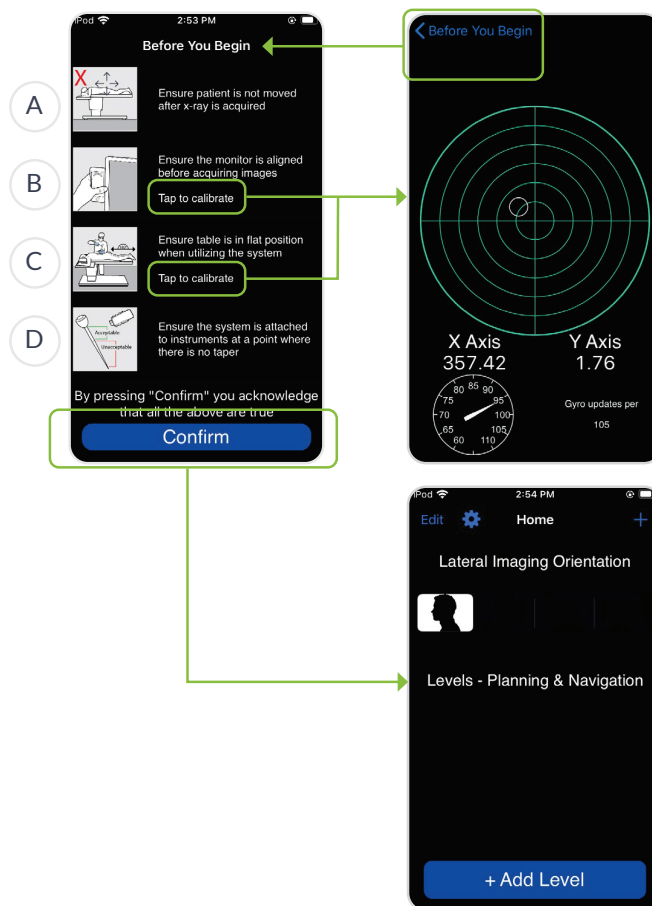 iPod
2:53 PM
Before You Begin
A
X
Ensure patient is not moved
after x-ray is acquired
B
Ensure the monitor is aligned
before acquiring images
Tap to calibrate
C
Ensure table is in flat position
when utilizing the system
Tap to calibrate
D
Acceptable
Unacceptable
Ensure the system is attached
to instruments at a point where
there is no taper
By pressing "Confirm" you acknowledge
that all the above are true
Confirm
Before You Begin
X Axis
357.42
Y Axis
1.76
80 85 90
75 95
70 100
65 105
60 110
Gyro updates per
105
iPod
2:54 PM
Edit
Home
+
Lateral Imaging Orientation
Levels - Planning & Navigation
+ Add Level